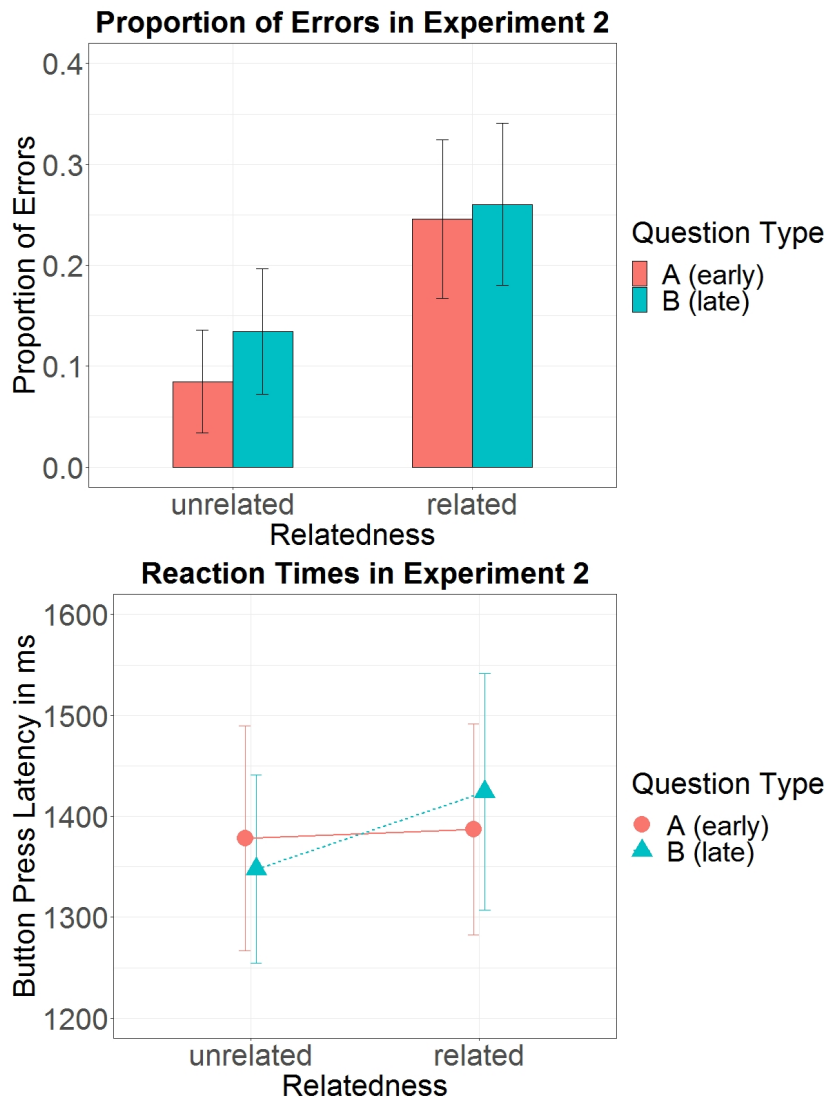 Proportion of Errors in Experiment 2
Proportion of Errors
0.4
0.3
0.2
0.1
0.0
unrelated
related
Relatedness
Question Type
A (early)
B (late)
Reaction Times in Experiment 2
Button Press Latency in ms
1600
1500
1400
1300
1200
unrelated
related
Relatedness
Question Type
A (early)
B (late)